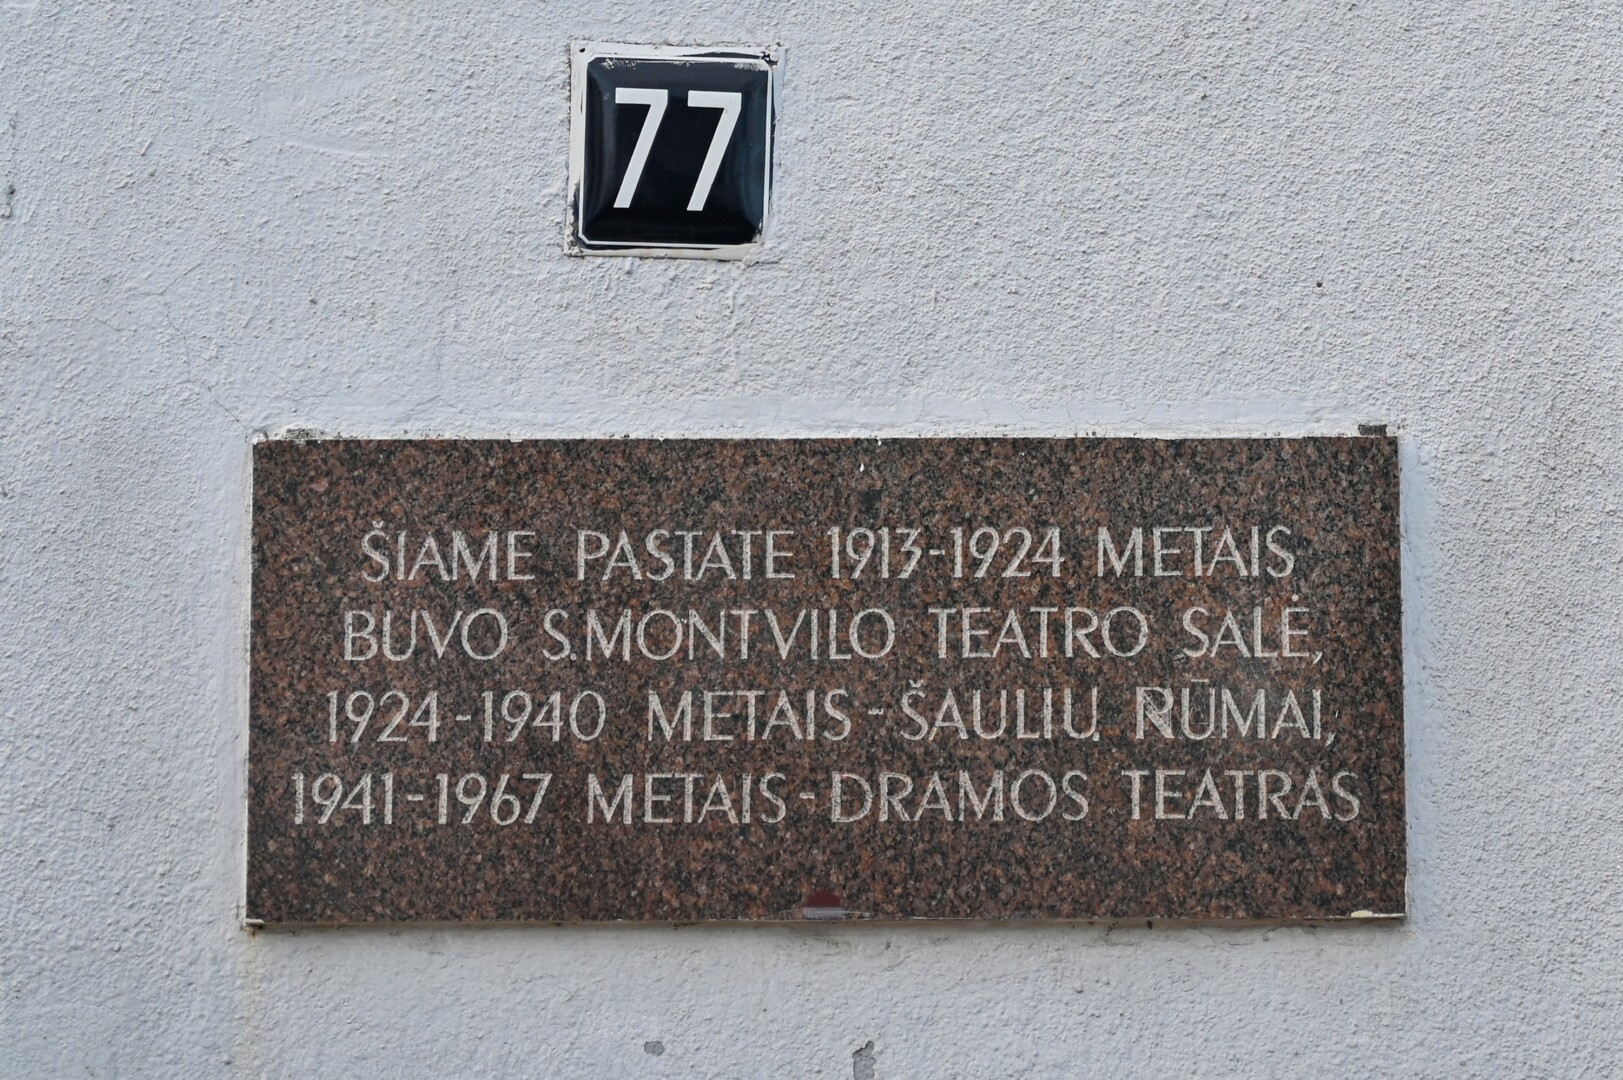 77
ŠIAME PASTATE 1913-1924 METAIS
BUVO S.MONTVILO TEATRO SALĖ,
1924-1940 METAIS-ŠAULIŲ RŪMAI,
1941-1967 METAIS-DRAMOS TEATRAS